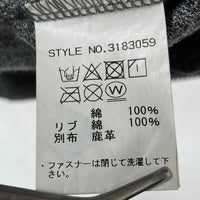 STYLE NO.3183059
綿 100%
リブ 綿 100%
別布 鹿革
・ファスナーは閉じて洗濯して下さい